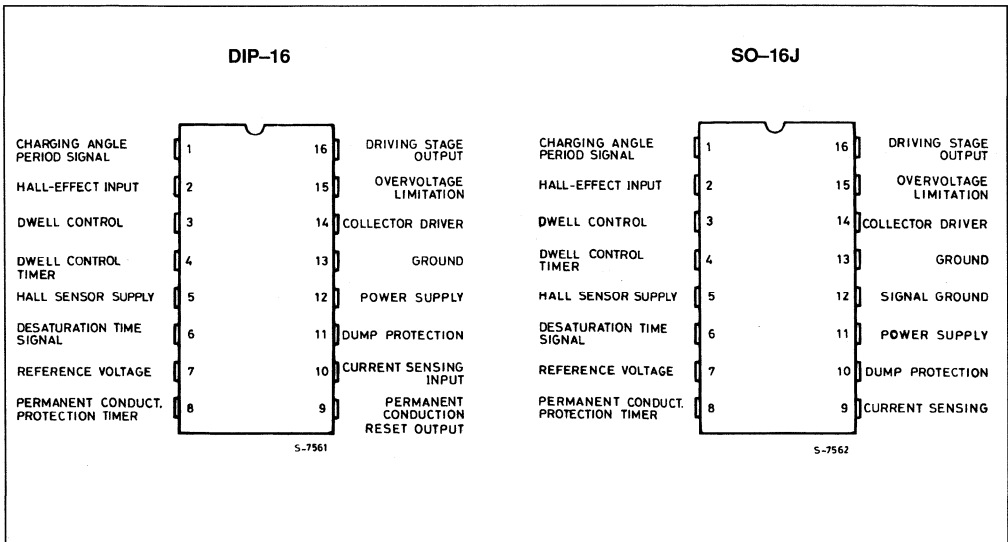 DIP–16
CHARGING ANGLE
PERIOD SIGNAL
HALL-EFFECT INPUT
DWELL CONTROL
DWELL CONTROL
TIMER
HALL SENSOR SUPPLY
DESATURATION TIME
SIGNAL
REFERENCE VOLTAGE
PERMANENT CONDUCT.
PROTECTION TIMER
1
2
3
4
5
6
7
8
16
15
14
13
12
11
10
9
DRIVING STAGE
OUTPUT
OVERVOLTAGE
LIMITATION
COLLECTOR DRIVER
GROUND
POWER SUPPLY
DUMP PROTECTION
CURRENT SENSING
INPUT
PERMANENT
CONDUCTION
RESET OUTPUT
S-7561
SO–16J
CHARGING ANGLE
PERIOD SIGNAL
HALL-EFFECT INPUT
DWELL CONTROL
DWELL CONTROL
TIMER
HALL SENSOR SUPPLY
DESATURATION TIME
SIGNAL
REFERENCE VOLTAGE
PERMANENT CONDUCT.
PROTECTION TIMER
1
2
3
4
5
6
7
8
16
15
14
13
12
11
10
9
DRIVING STAGE
OUTPUT
OVERVOLTAGE
LIMITATION
COLLECTOR DRIVER
GROUND
SIGNAL GROUND
POWER SUPPLY
DUMP PROTECTION
CURRENT SENSING
S-7562